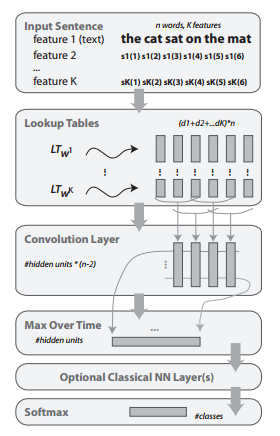 Input Sentence
n words, K features
feature 1 (text) the cat sat on the mat
feature 2 s1(1) s1(2) s1(3) s1(4) s1(5) s1(6)
...
feature K sK(1) sK(2) sK(3) sK(4) sK(5) sK(6)
Lookup Tables
(d1+d2+...dK)*n
LTw1
LTwK
Convolution Layer
#hidden units * (n-2)
Max Over Time
...
#hidden units
Optional Classical NN Layer(s)
Softmax
#classes